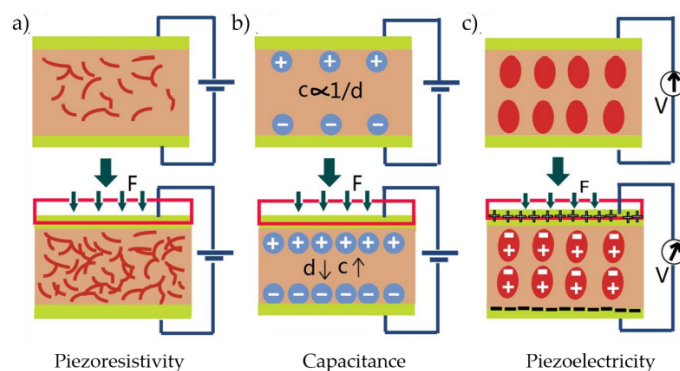 a)
b)
c)
c∝1/d
V
F
F
F
d↓ c↑
V
Piezoresistivity
Capacitance
Piezoelectricity